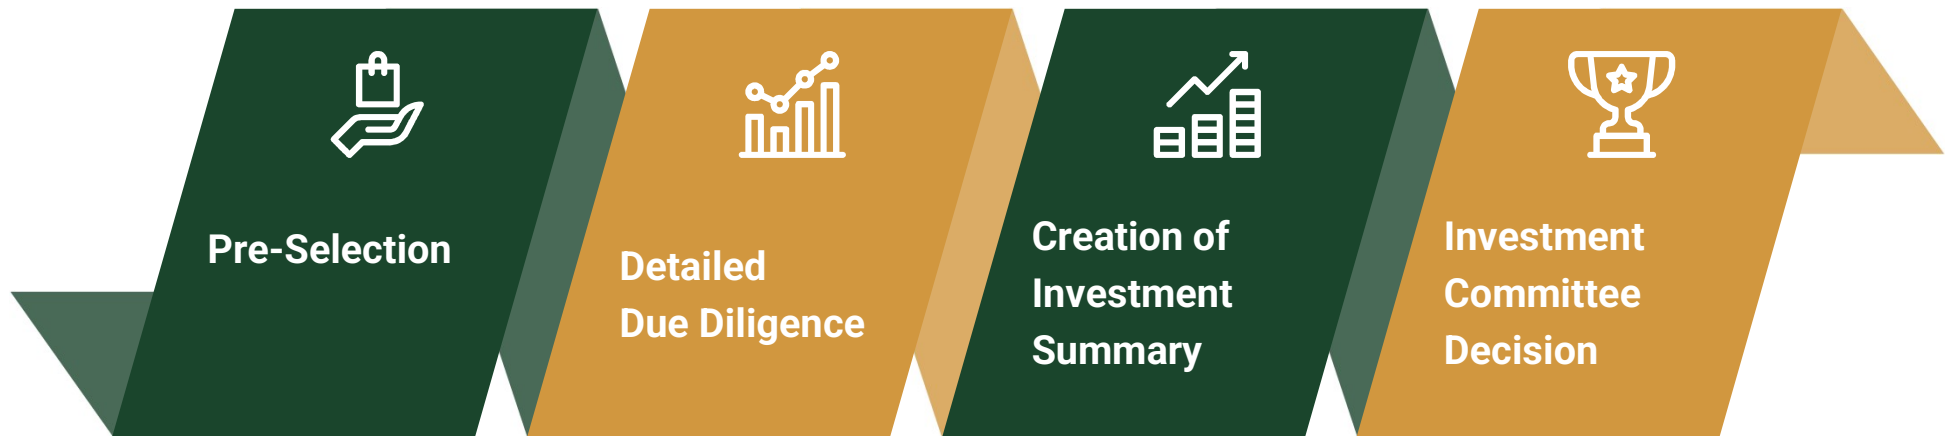 Pre-Selection
Detailed
Due Diligence
Creation of
Investment
Summary
Investment
Committee
Decision